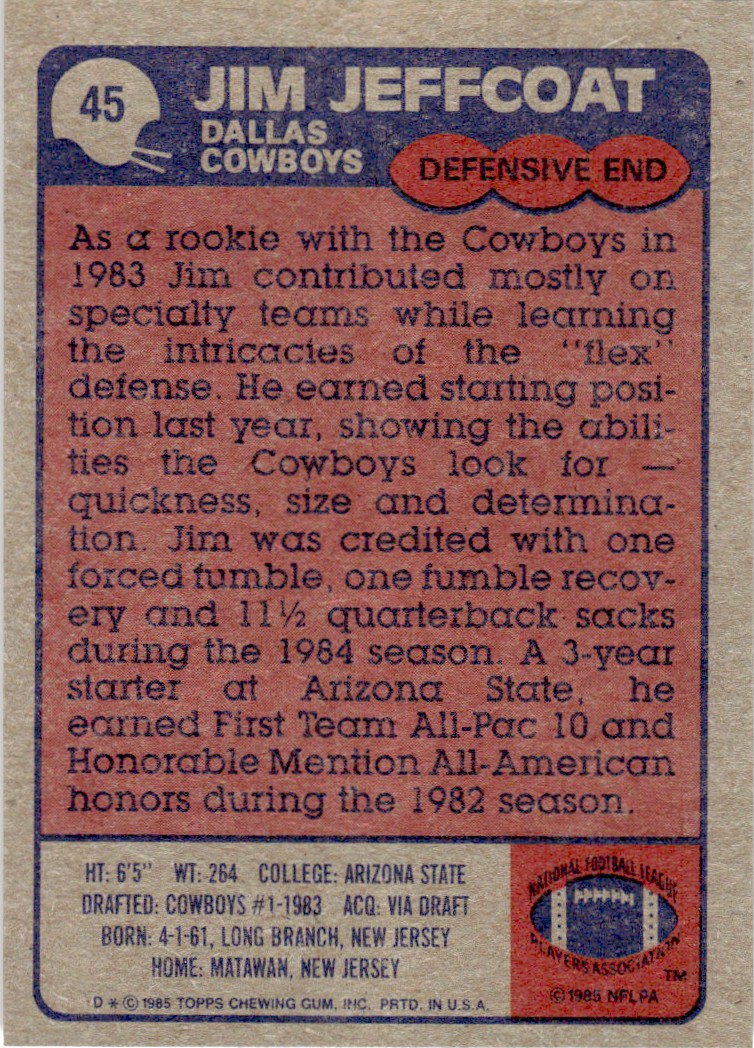 45
JIM JEFFCOAT
DALLAS
COWBOYS
DEFENSIVE END
As a rookie with the Cowboys in
1983 Jim contributed mostly on
specialty teams while learning
the intricacies of the "flex"
defense. He earned starting posi-
tion last year, showing the abili-
ties the Cowboys look for —
quickness, size and determina-
tion. Jim was credited with one
forced fumble, one fumble recov-
ery and 11½ quarterback sacks
during the 1984 season. A 3-year
starter at Arizona State, he
earned First Team All-Pac 10 and
Honorable Mention All-American
honors during the 1982 season.
HT: 6'5" WT: 264 COLLEGE: ARIZONA STATE
DRAFTED: COWBOYS #1-1983 ACQ: VIA DRAFT
BORN: 4-1-61, LONG BRANCH, NEW JERSEY
HOME: MATAWAN, NEW JERSEY
D * © 1985 TOPPS CHEWING GUM, INC. PRTD. IN U.S.A.
NATIONAL FOOTBALL LEAGUE
PLAYERS ASSOCIATION
TM
© 1985 NFLPA